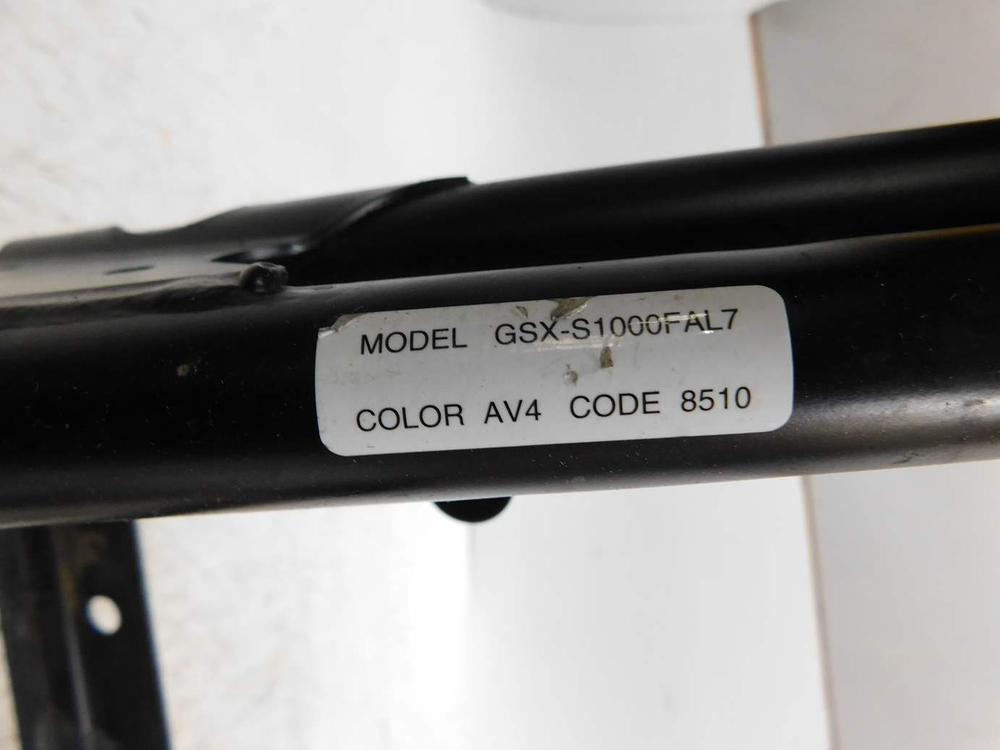 MODEL GSX-S1000FAL7
COLOR AV4 CODE 8510